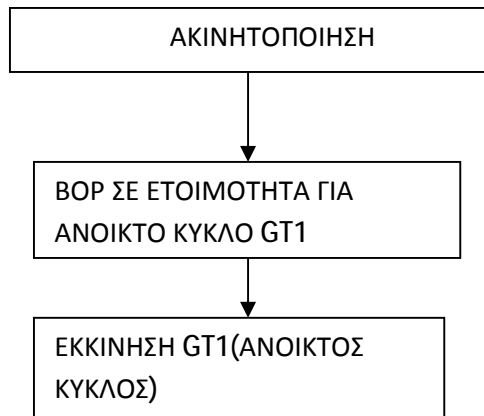 ΑΚΙΝΗΤΟΠΟΙΗΣΗ
ΒΟΡ ΣΕ ΕΤΟΙΜΟΤΗΤΑ ΓΙΑ
ΑΝΟΙΚΤΟ ΚΥΚΛΟ GT1
ΕΚΚΙΝΗΣΗ GT1(ΑΝΟΙΚΤΟΣ
ΚΥΚΛΟΣ)